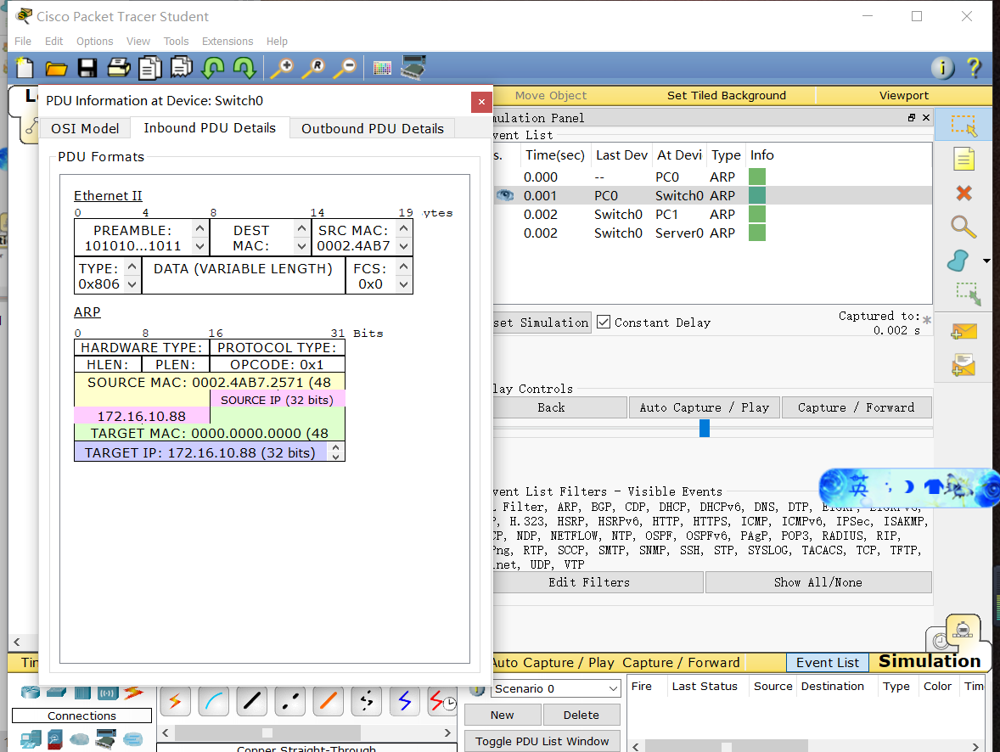 Cisco Packet Tracer Student
File Edit Options View Tools Extensions Help
Move Object Set Tiled Background Viewport
PDU Information at Device: Switch0
OSI Model Inbound PDU Details Outbound PDU Details
PDU Formats
Ethernet II
0 4 8 14 19 ytes
PREAMBLE: DEST SRC MAC:
101010...1011 MAC: 0002.4AB7
TYPE: DATA (VARIABLE LENGTH) FCS:
0x806 0x0
ARP
0 8 16 31 Bits
HARDWARE TYPE: PROTOCOL TYPE:
HLEN: PLEN: OPCODE: 0x1
SOURCE MAC: 0002.4AB7.2571 (48
SOURCE IP (32 bits)
172.16.10.88
TARGET MAC: 0000.0000.0000 (48
TARGET IP: 172.16.10.88 (32 bits)
mulation Panel
vent List
s. Time(sec) Last Dev At Devi Type Info
0.000 -- PC0 ARP
0.001 PC0 Switch0 ARP
0.002 Switch0 PC1 ARP
0.002 Switch0 Server0 ARP
set Simulation Constant Delay Captured to: *
0.002 s
lay Controls
Back Auto Capture / Play Capture / Forward
英
vent List Filters - Visible Events
L Filter, ARP, BGP, CDP, DHCP, DHCPv6, DNS, DTP, EIGRP, EIGRPv6,
P, H.323, HSRP, HSRPv6, HTTP, HTTPS, ICMP, ICMPv6, IPSec, ISAKMP,
CP, NDP, NETFLOW, NTP, OSPF, OSPFv6, PAgP, POP3, RADIUS, RIP,
Png, RTP, SCCP, SMTP, SNMP, SSH, STP, SYSLOG, TACACS, TCP, TFTP,
lnet, UDP, VTP
Edit Filters Show All/None
Tin Auto Capture / Play Capture / Forward Event List Simulation
Connections
Copper Straight-Through
Scenario 0
New Delete
Toggle PDU List Window
Fire Last Status Source Destination Type Color Tim